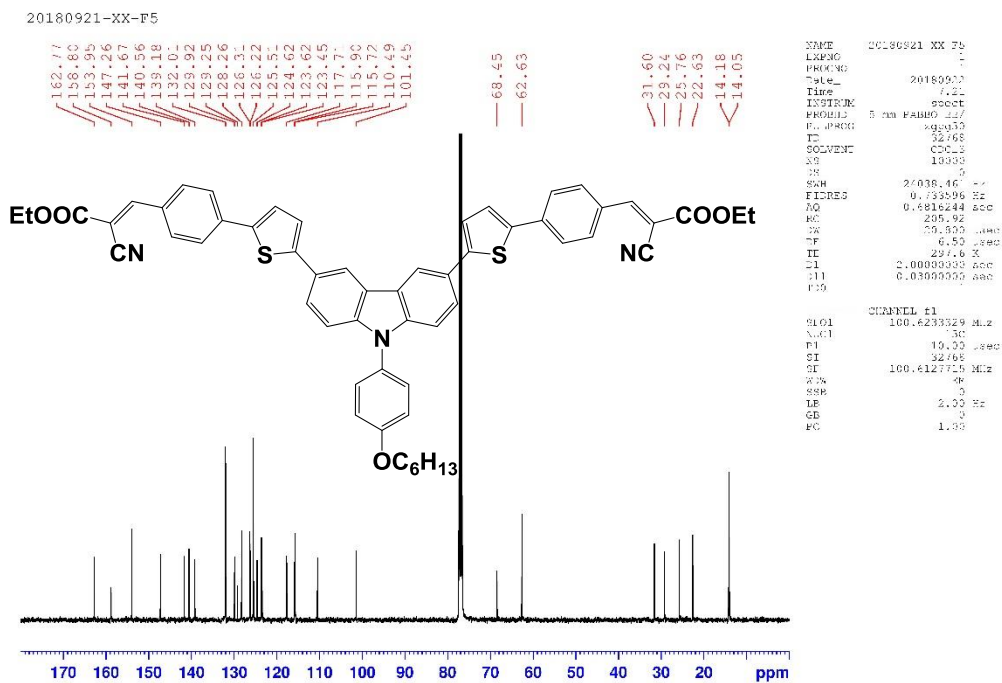 20180921-XX-F5
162.77
158.80
153.95
147.26
141.67
140.56
139.18
132.01
129.92
129.25
128.26
126.31
126.22
125.51
124.62
123.62
123.45
117.71
115.90
115.72
110.49
101.45
68.45
62.63
31.60
29.24
25.76
22.63
14.18
14.05
NAME 20180921 XX F5
EXPNO
PROCNO
Date_
Time 7.21
INSTRUM spect
PROBHD 5 mm PABBO
PULPROG zgpg30
TD 32768
SOLVENT CDCl3
NS
DS 0
SWH 24038.461 Hz
FIDRES 0.733596 Hz
AQ 0.6816244 sec
RG 205.92
DW 20.800 usec
DE 6.50 usec
TE 297.6 K
D1 2.00000000 sec
D11 0.03000000 sec
TD0
CHANNEL f1
SFO1 100.6233329 MHz
NUC1 13C
P1 10.00 usec
SI 32768
SF 100.6127715 MHz
WDW EM
SSB 0
LB 2.00 Hz
GB 0
PC 1.00
EtOOC
CN
S
S
COOEt
CN
N
OC6H13
170 160 150 140 130 120 110 100 90 80 70 60 50 40 30 20 ppm